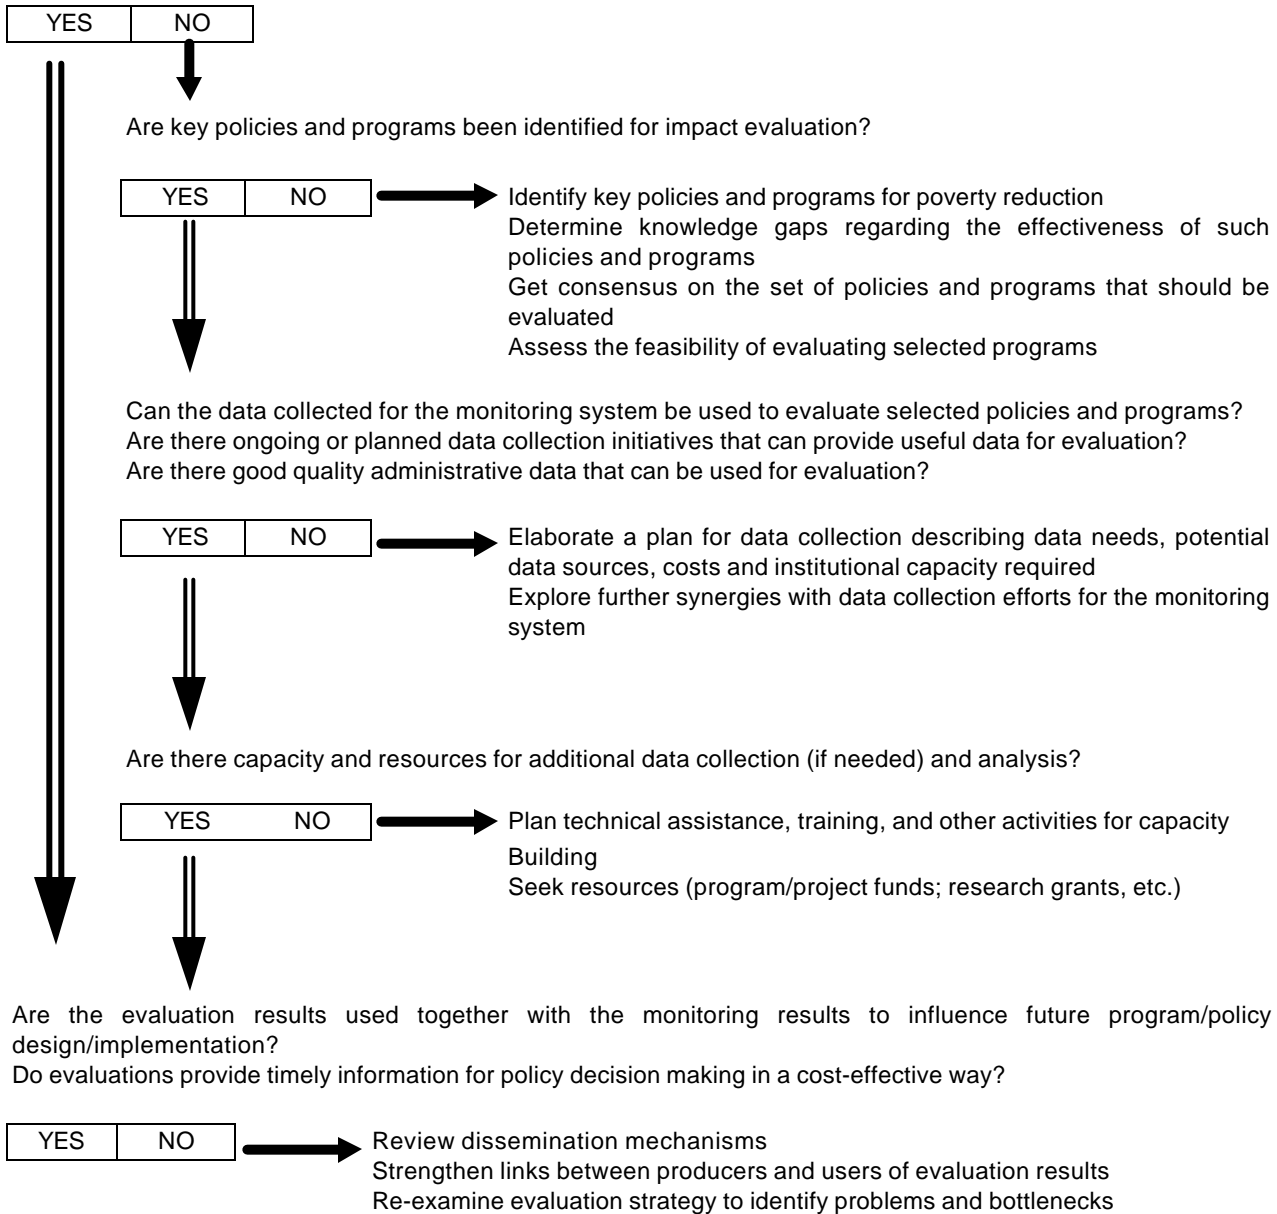 YES NO
Are key policies and programs been identified for impact evaluation?
YES NO
Identify key policies and programs for poverty reduction
Determine knowledge gaps regarding the effectiveness of such
policies and programs
Get consensus on the set of policies and programs that should be
evaluated
Assess the feasibility of evaluating selected programs
Can the data collected for the monitoring system be used to evaluate selected policies and programs?
Are there ongoing or planned data collection initiatives that can provide useful data for evaluation?
Are there good quality administrative data that can be used for evaluation?
YES NO
Elaborate a plan for data collection describing data needs, potential
data sources, costs and institutional capacity required
Explore further synergies with data collection efforts for the monitoring
system
Are there capacity and resources for additional data collection (if needed) and analysis?
YES NO
Plan technical assistance, training, and other activities for capacity
Building
Seek resources (program/project funds; research grants, etc.)
Are the evaluation results used together with the monitoring results to influence future program/policy
design/implementation?
Do evaluations provide timely information for policy decision making in a cost-effective way?
YES NO
Review dissemination mechanisms
Strengthen links between producers and users of evaluation results
Re-examine evaluation strategy to identify problems and bottlenecks